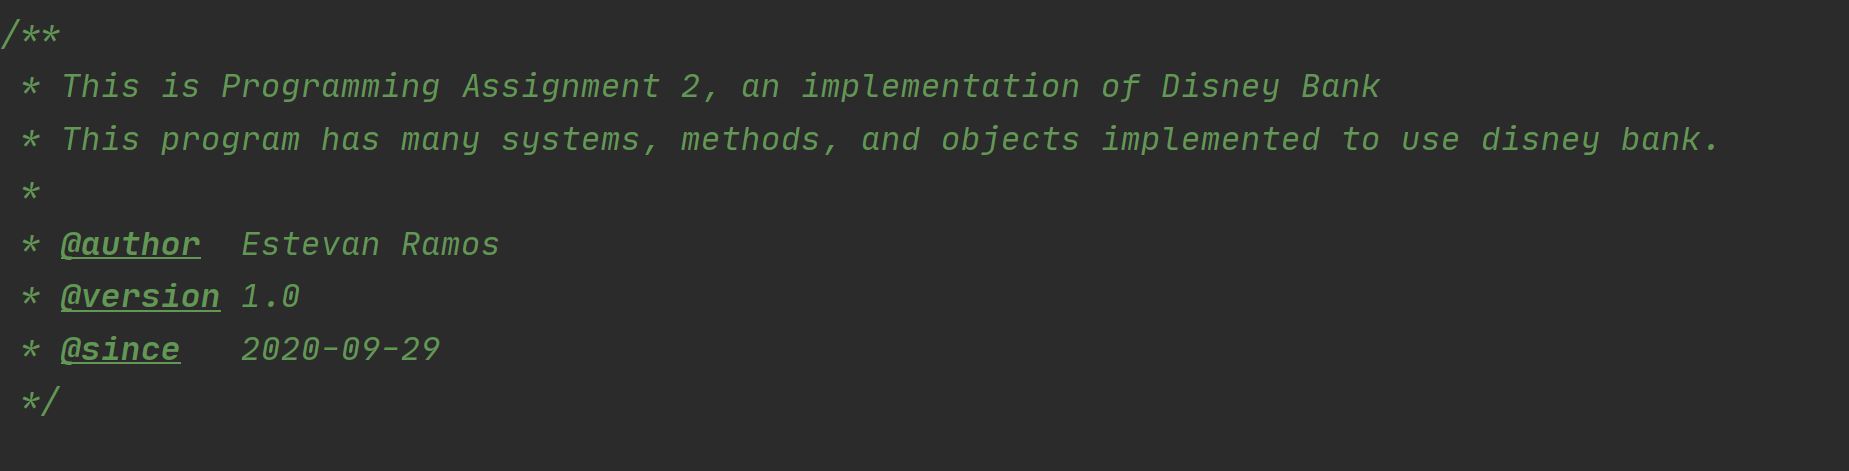 /**
 * This is Programming Assignment 2, an implementation of Disney Bank
 * This program has many systems, methods, and objects implemented to use disney bank.
 *
 * @author  Estevan Ramos
 * @version 1.0
 * @since   2020-09-29
 */